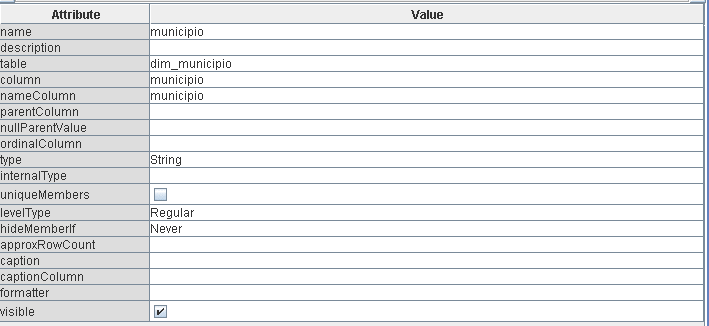 Attribute Value
name municipio
description
table dim_municipio
column municipio
nameColumn municipio
parentColumn
nullParentValue
ordinalColumn
type String
internalType
uniqueMembers
levelType Regular
hideMemberIf Never
approxRowCount
caption
captionColumn
formatter
visible